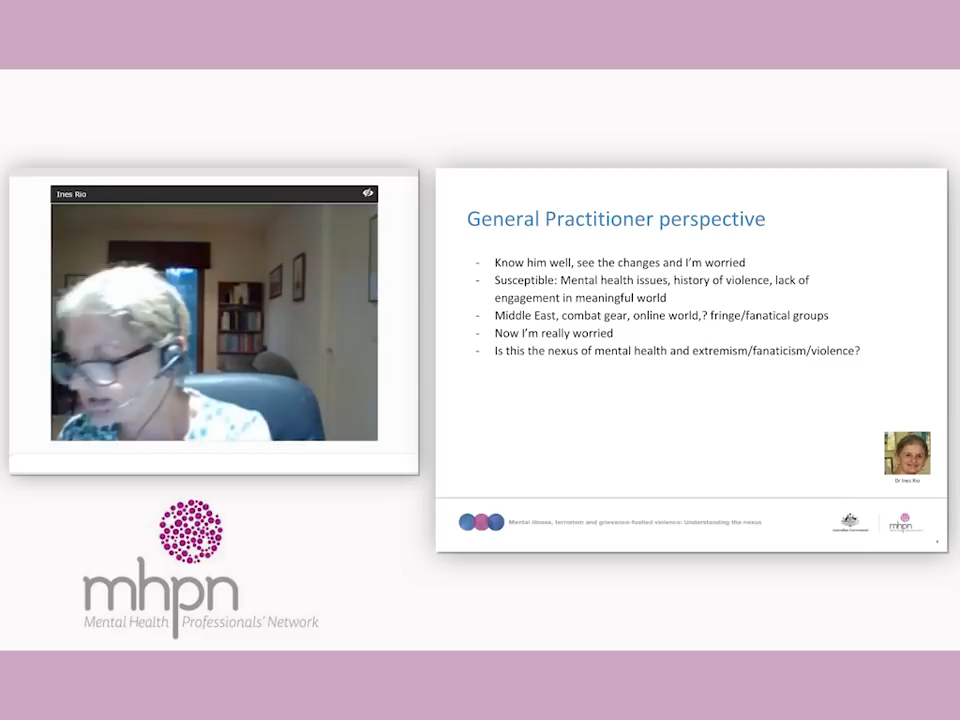 Ines Rio
General Practitioner perspective
- Know him well, see the changes and I'm worried
- Susceptible: Mental health issues, history of violence, lack of
engagement in meaningful world
- Middle East, combat gear, online world,? fringe/fanatical groups
- Now I'm really worried
- Is this the nexus of mental health and extremism/fanaticism/violence?
Dr Ines Rio
Mental illness, terrorism and grievance-fuelled violence: Understanding the nexus
mhpn
mhpn
Mental Health Professionals' Network